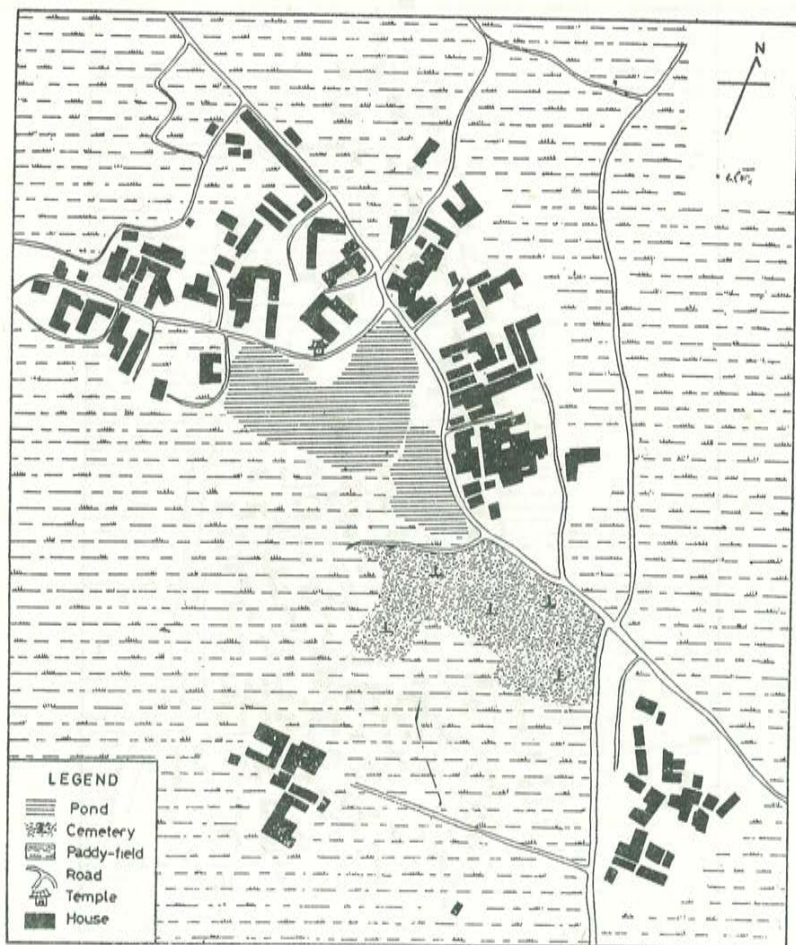 N
LEGEND
Pond
Cemetery
Paddy-field
Road
Temple
House